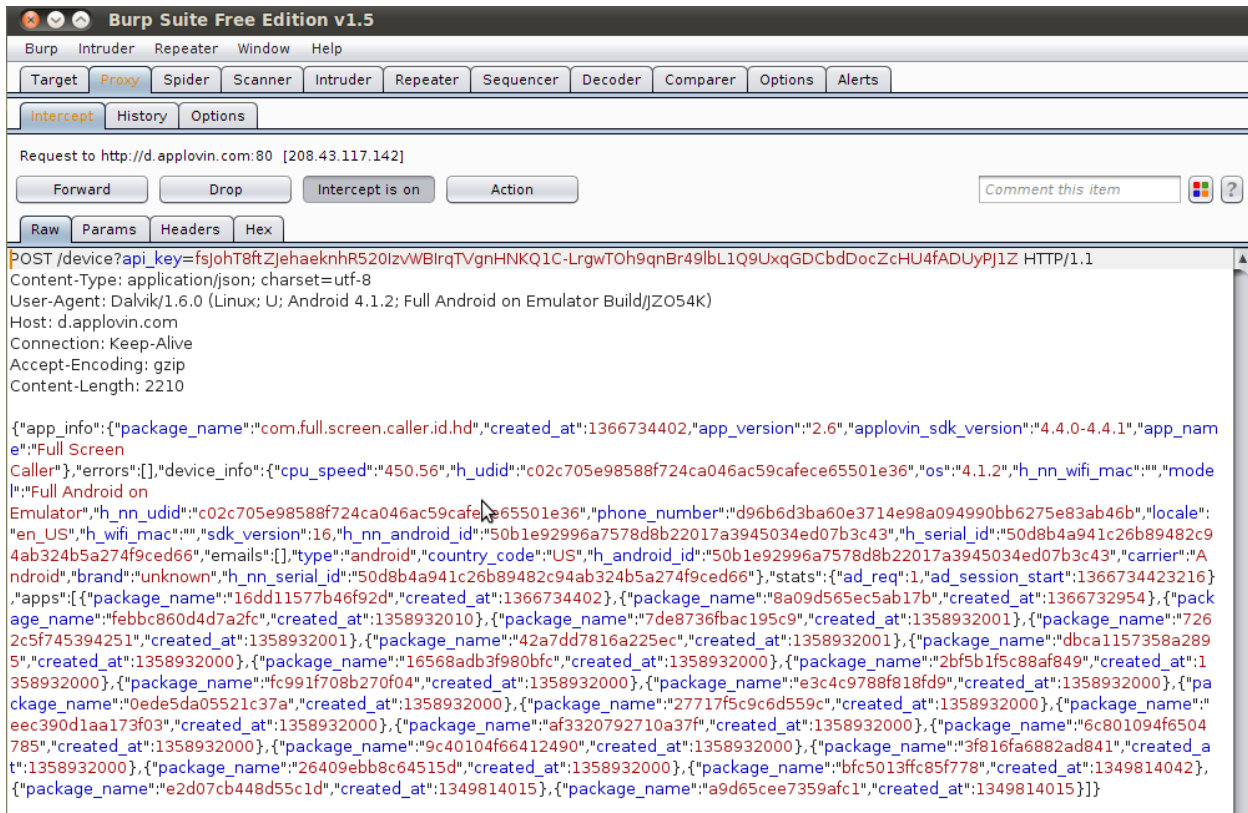 Burp Suite Free Edition v1.5
Burp Intruder Repeater Window Help
Target Proxy Spider Scanner Intruder Repeater Sequencer Decoder Comparer Options Alerts
Intercept History Options
Request to http://d.applovin.com:80 [208.43.117.142]
Forward Drop Intercept is on Action Comment this item ?
Raw Params Headers Hex
POST /device?api_key=fsJohT8ftZJehaeknhR520IzvWBIrqTVgnHNKQ1C-LrgwTOh9qnBr49lbL1Q9UxqGDCbdDocZcHU4fADUyPJ1Z HTTP/1.1
Content-Type: application/json; charset=utf-8
User-Agent: Dalvik/1.6.0 (Linux; U; Android 4.1.2; Full Android on Emulator Build/JZO54K)
Host: d.applovin.com
Connection: Keep-Alive
Accept-Encoding: gzip
Content-Length: 2210
{"app_info":{"package_name":"com.full.screen.caller.id.hd","created_at":1366734402,"app_version":"2.6","applovin_sdk_version":"4.4.0-4.4.1","app_nam
e":"Full Screen
Caller"},"errors":[],"device_info":{"cpu_speed":"450.56","h_udid":"c02c705e98588f724ca046ac59cafece65501e36","os":"4.1.2","h_nn_wifi_mac":"","mode
l":"Full Android on
Emulator","h_nn_udid":"c02c705e98588f724ca046ac59cafece65501e36","phone_number":"d96b6d3ba60e3714e98a094990bb6275e83ab46b","locale":
"en_US","h_wifi_mac":"","sdk_version":16,"h_nn_android_id":"50b1e92996a7578d8b22017a3945034ed07b3c43","h_serial_id":"50d8b4a941c26b89482c9
4ab324b5a274f9ced66","emails":[],"type":"android","country_code":"US","h_android_id":"50b1e92996a7578d8b22017a3945034ed07b3c43","carrier":"A
ndroid","brand":"unknown","h_nn_serial_id":"50d8b4a941c26b89482c94ab324b5a274f9ced66"},"stats":{"ad_req":1,"ad_session_start":1366734423216}
,"apps":[{"package_name":"16dd11577b46f92d","created_at":1366734402},{"package_name":"8a09d565ec5ab17b","created_at":1366732954},{"pack
age_name":"febbc860d4d7a2fc","created_at":1358932010},{"package_name":"7de8736fbac195c9","created_at":1358932001},{"package_name":"726
2c5f745394251","created_at":1358932001},{"package_name":"42a7dd7816a225ec","created_at":1358932001},{"package_name":"dbca1157358a289
5","created_at":1358932000},{"package_name":"16568adb3f980bfc","created_at":1358932000},{"package_name":"2bf5b1f5c88af849","created_at":1
358932000},{"package_name":"fc991f708b270f04","created_at":1358932000},{"package_name":"e3c4c9788f818fd9","created_at":1358932000},{"pa
ckage_name":"0ede5da05521c37a","created_at":1358932000},{"package_name":"27717f5c9c6d559c","created_at":1358932000},{"package_name":"
eec390d1aa173f03","created_at":1358932000},{"package_name":"af3320792710a37f","created_at":1358932000},{"package_name":"6c801094f6504
785","created_at":1358932000},{"package_name":"9c40104f66412490","created_at":1358932000},{"package_name":"3f816fa6882ad841","created_a
t":1358932000},{"package_name":"26409ebb8c64515d","created_at":1358932000},{"package_name":"bfc5013ffc85f778","created_at":1349814042},
{"package_name":"e2d07cb448d55c1d","created_at":1349814015},{"package_name":"a9d65cee7359afc1","created_at":1349814015}]}